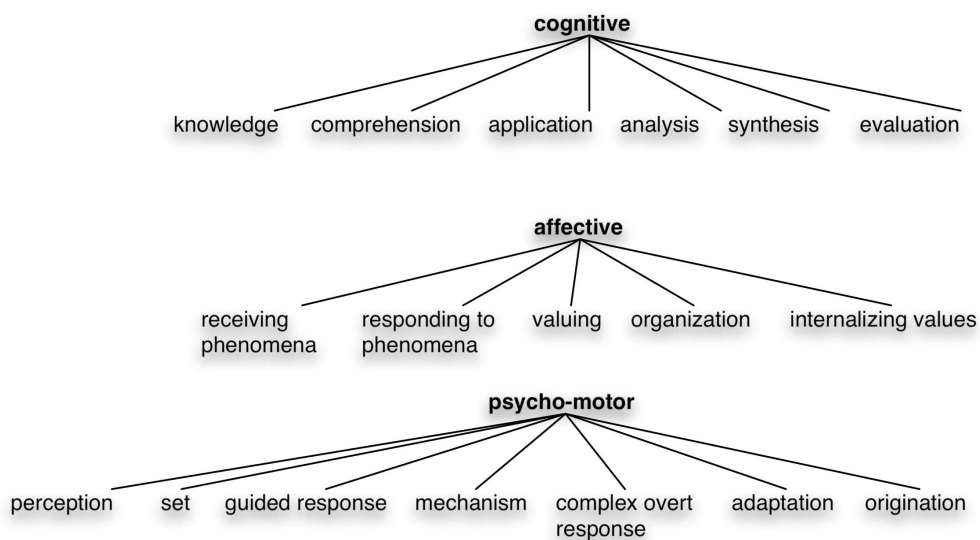 cognitive
knowledge comprehension application analysis synthesis evaluation
affective
receiving phenomena responding to phenomena valuing organization internalizing values
psycho-motor
perception set guided response mechanism complex overt response adaptation origination